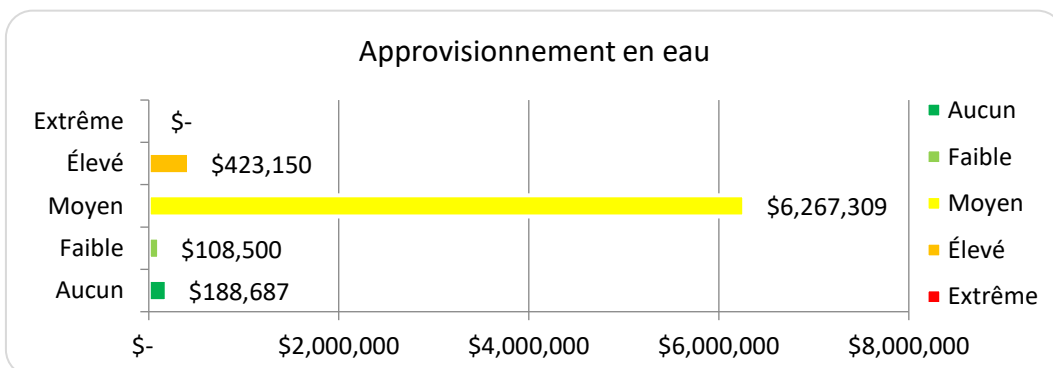 Approvisionnement en eau
Extrême $-
Élevé $423,150
Moyen $6,267,309
Faible $108,500
Aucun $188,687
$- $2,000,000 $4,000,000 $6,000,000 $8,000,000
Aucun
Faible
Moyen
Élevé
Extrême